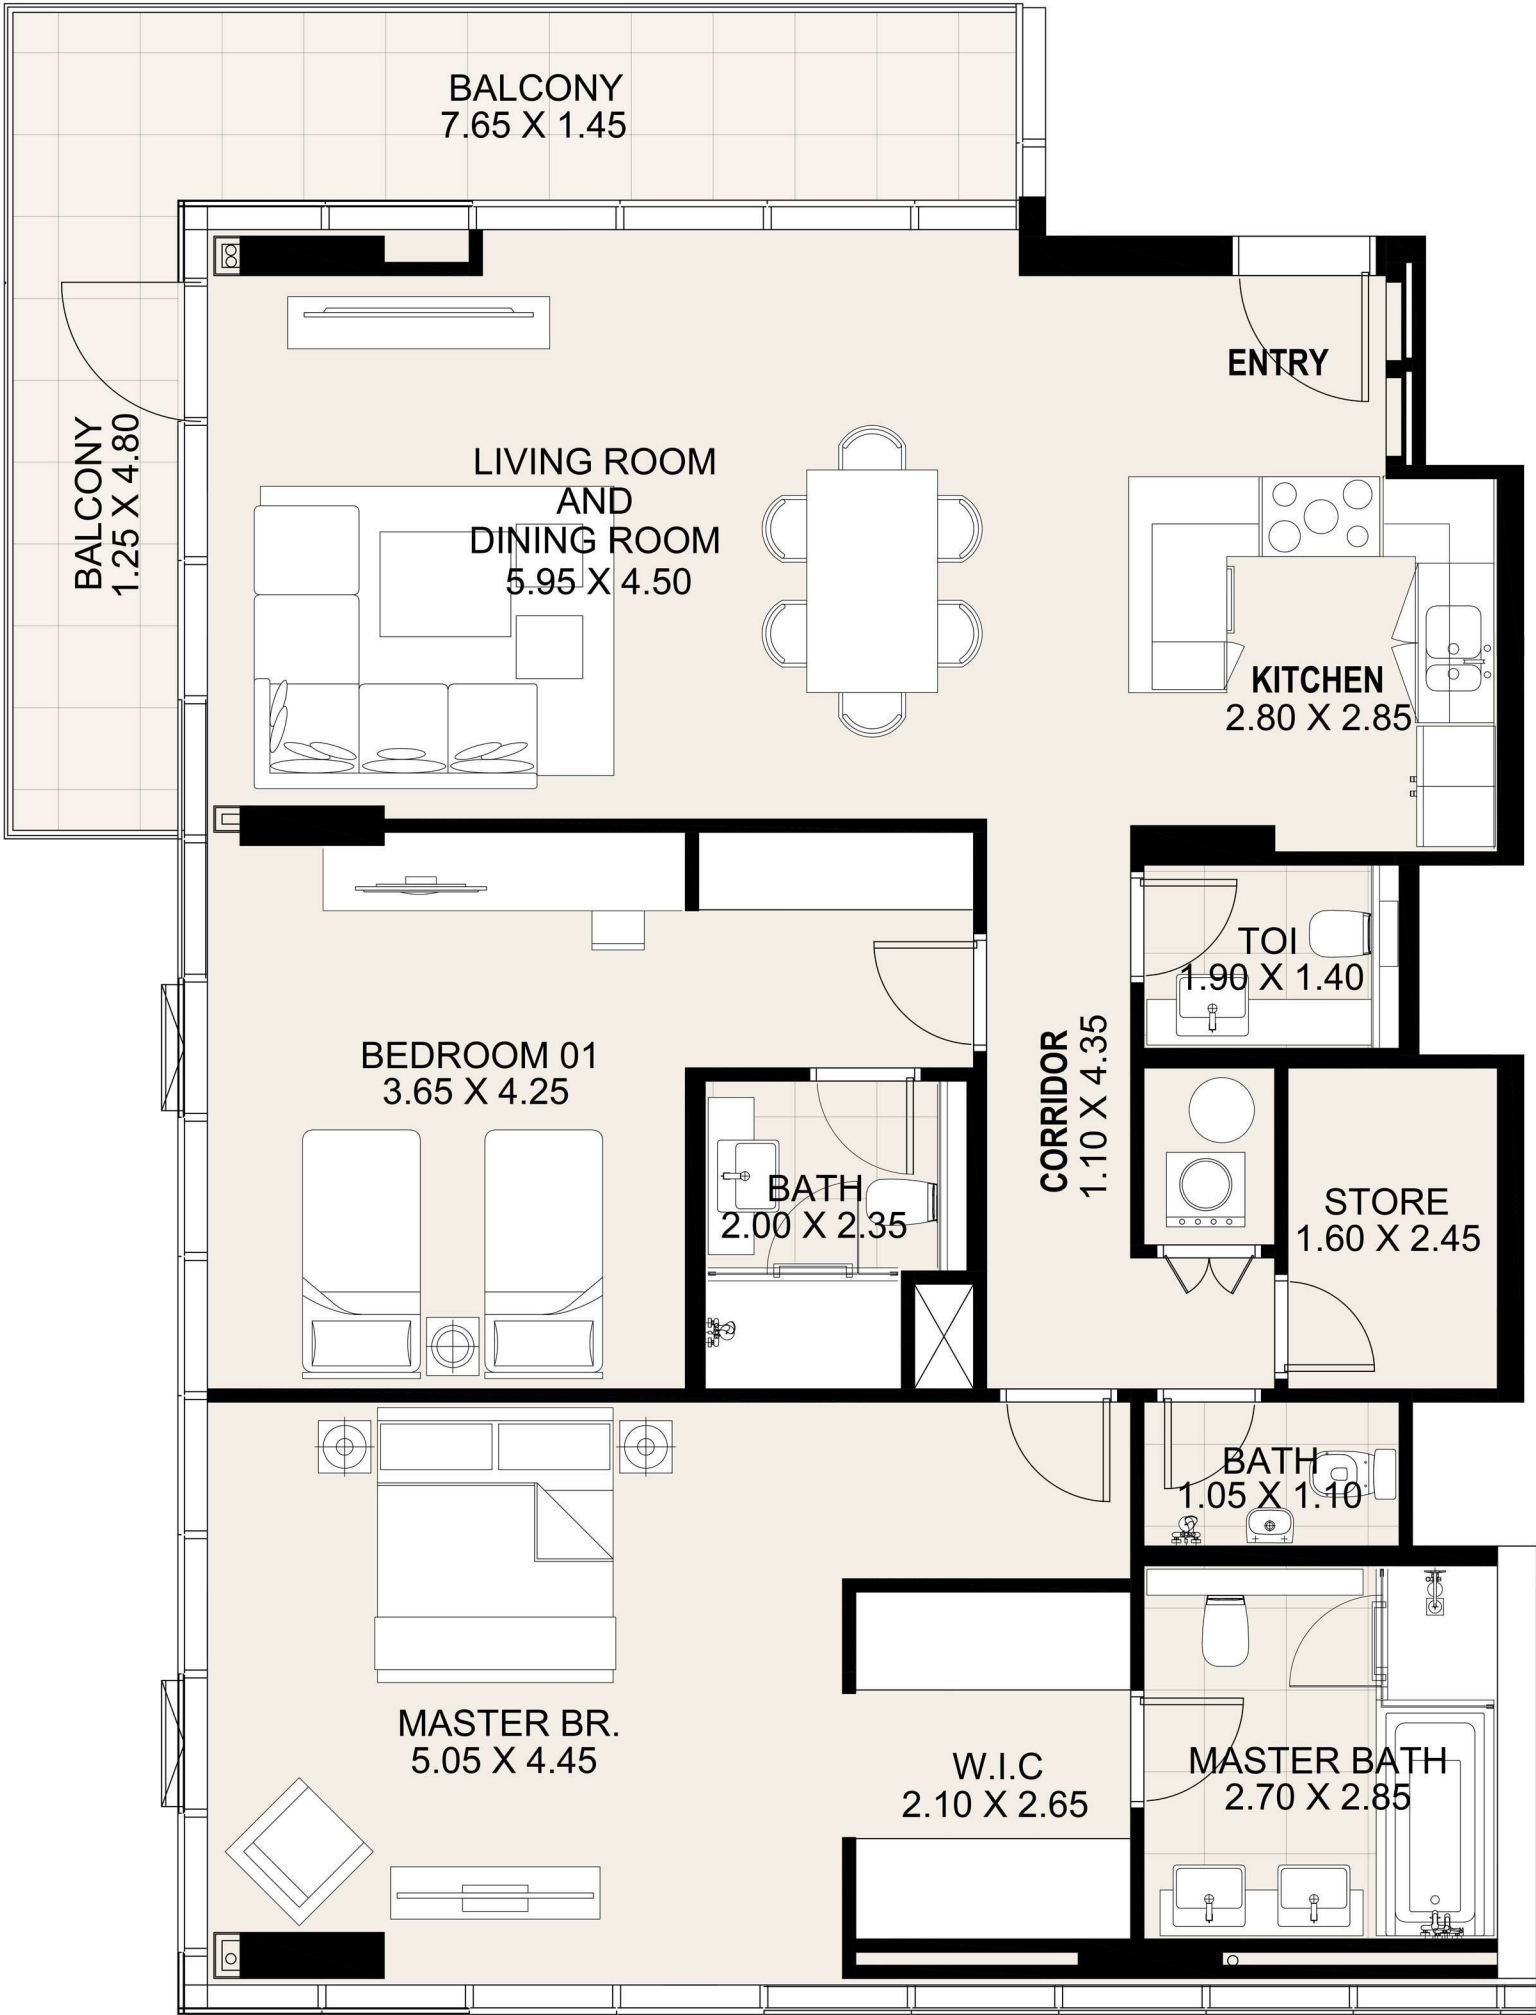 BALCONY
7.65 X 1.45
ENTRY
BALCONY
1.25 X 4.80
LIVING ROOM
AND
DINING ROOM
5.95 X 4.50
KITCHEN
2.80 X 2.85
TOI
1.90 X 1.40
BEDROOM 01
3.65 X 4.25
CORRIDOR
1.10 X 4.35
BATH
2.00 X 2.35
STORE
1.60 X 2.45
BATH
1.05 X 1.10
MASTER BR.
5.05 X 4.45
W.I.C
2.10 X 2.65
MASTER BATH
2.70 X 2.85